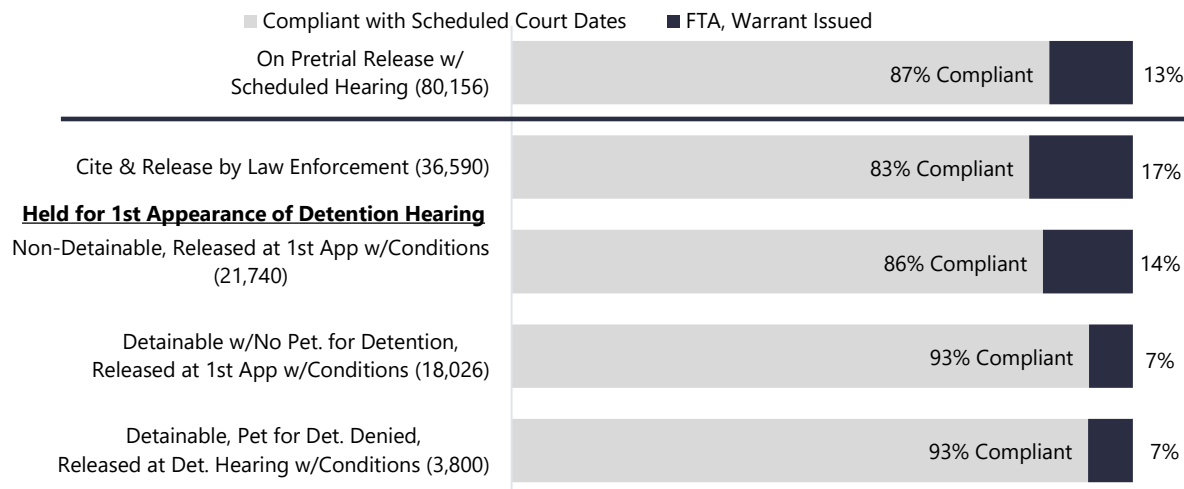 Compliant with Scheduled Court Dates FTA, Warrant Issued
On Pretrial Release w/
Scheduled Hearing (80,156)
87% Compliant 13%
Cite & Release by Law Enforcement (36,590)
83% Compliant 17%
Held for 1st Appearance of Detention Hearing
Non-Detainable, Released at 1st App w/Conditions
(21,740)
86% Compliant 14%
Detainable w/No Pet. for Detention,
Released at 1st App w/Conditions (18,026)
93% Compliant 7%
Detainable, Pet for Det. Denied,
Released at Det. Hearing w/Conditions (3,800)
93% Compliant 7%